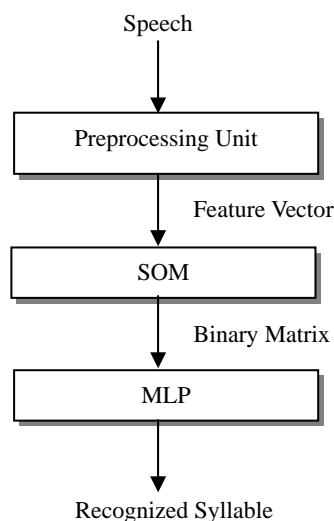 Speech
Preprocessing Unit
Feature Vector
SOM
Binary Matrix
MLP
Recognized Syllable